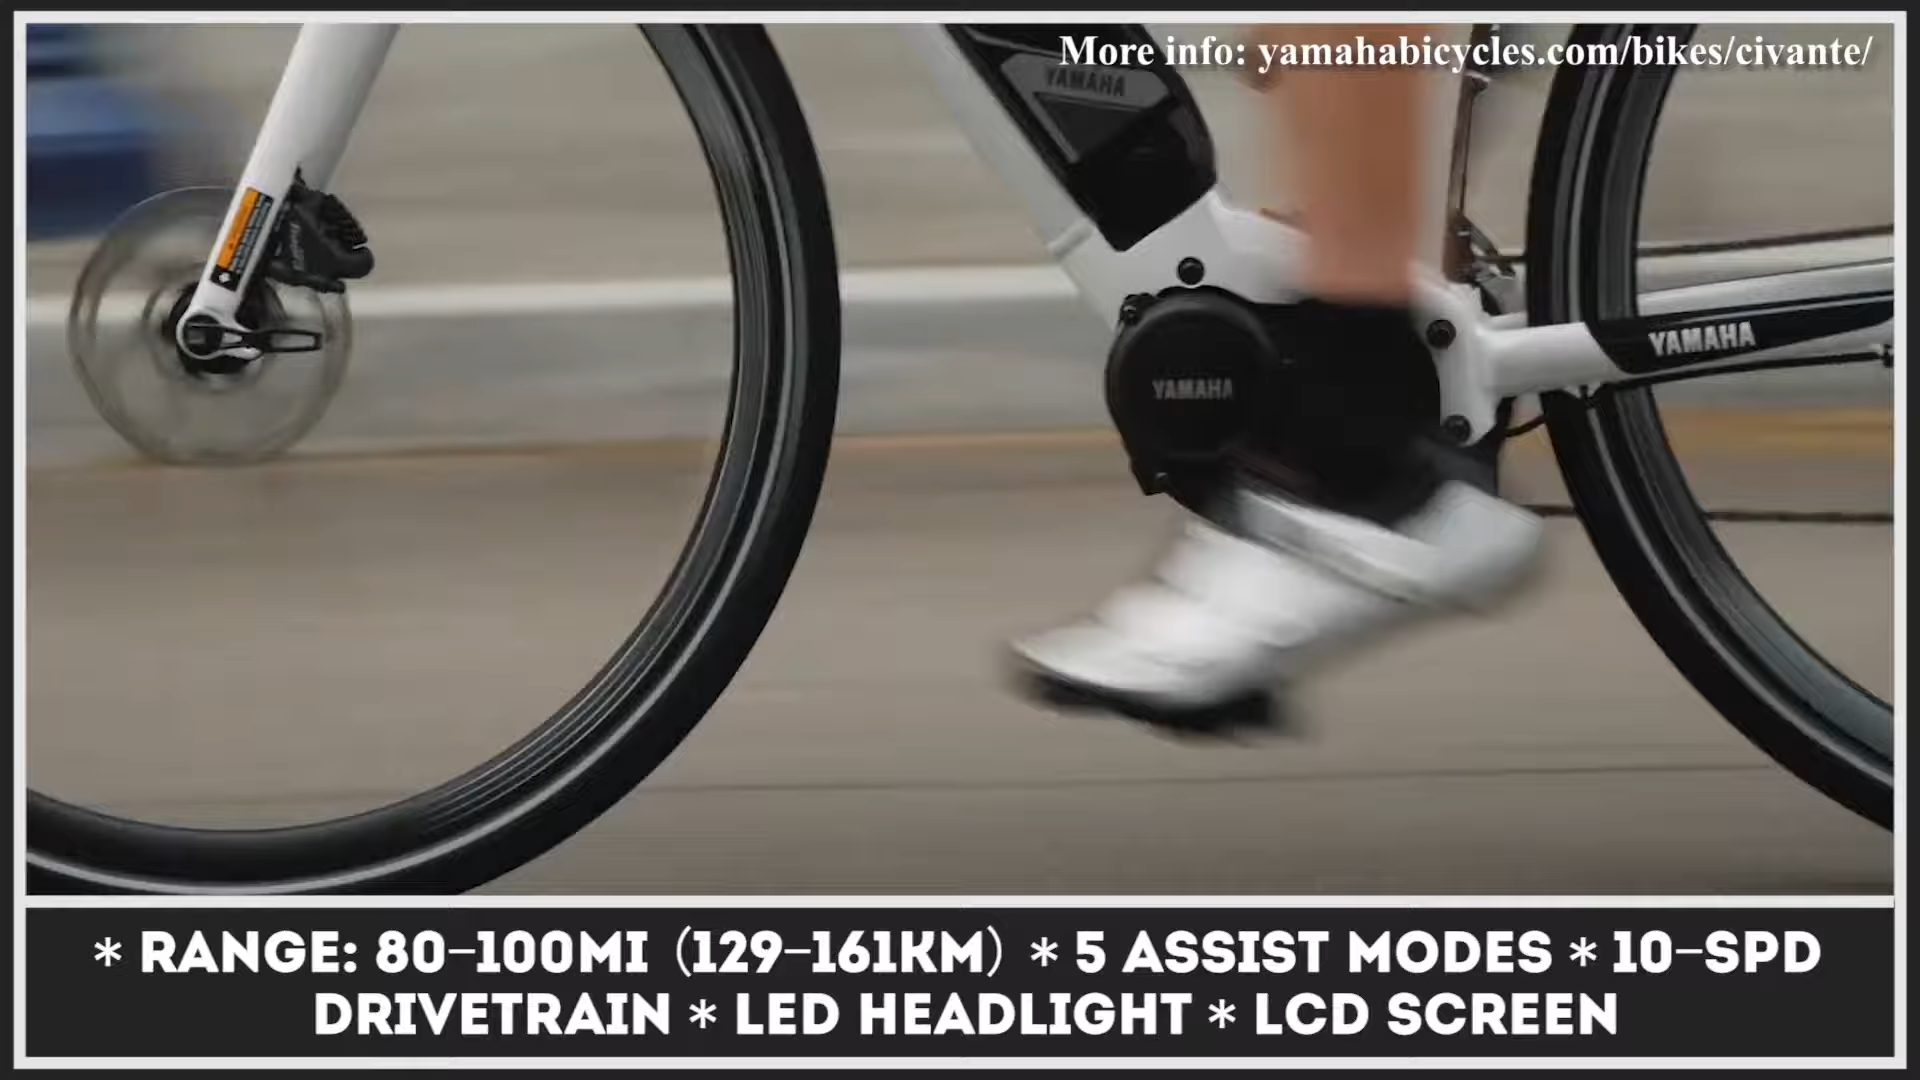 More info: yamahabicycles.com/bikes/civante/
YAMAHA
YAMAHA
YAMAHA
* RANGE: 80-100MI (129-161KM) * 5 ASSIST MODES * 10-SPD
DRIVETRAIN * LED HEADLIGHT * LCD SCREEN